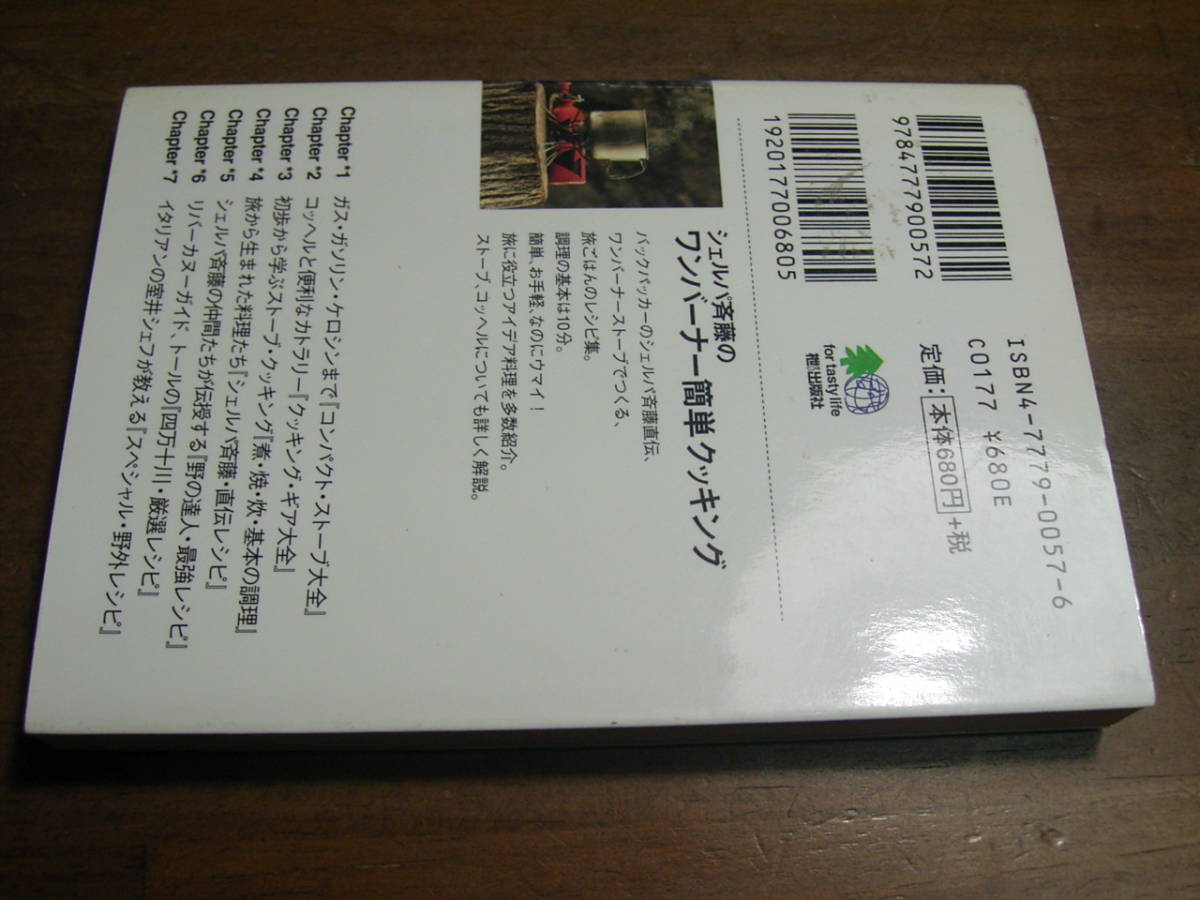 9784777900572
1920177006805
ISBN4-7779-0057-6
C0177 ¥680E
定価：本体680円+税
for tasty life
枻出版社
シェルパ斉藤の
ワンバーナー簡単クッキング
バックパッカーのシェルパ斉藤直伝、
ワンバーナーストーブでつくる、
旅ごはんのレシピ集。
調理の基本は10分。
簡単、お手軽、なのにウマイ！
旅に役立つアイデア料理を多数紹介。
ストーブ、コッヘルについても詳しく解説。
Chapter *1 ガス・ガソリン・ケロシンまで『コンパクト・ストーブ大全』
Chapter *2 コッヘルと便利なカトラリー『クッキング・ギア大全』
Chapter *3 初歩から学ぶストーブ・クッキング『煮・焼・炊・基本の調理』
Chapter *4 旅から生まれた料理たち『シェルパ斉藤・直伝レシピ』
Chapter *5 シェルパ斉藤の仲間たちが伝授する『野の達人・最強レシピ』
Chapter *6 リバーカヌーガイド、トールの『四万十川・厳選レシピ』
Chapter *7 イタリアンの室井シェフが教える『スペシャル・野外レシピ』